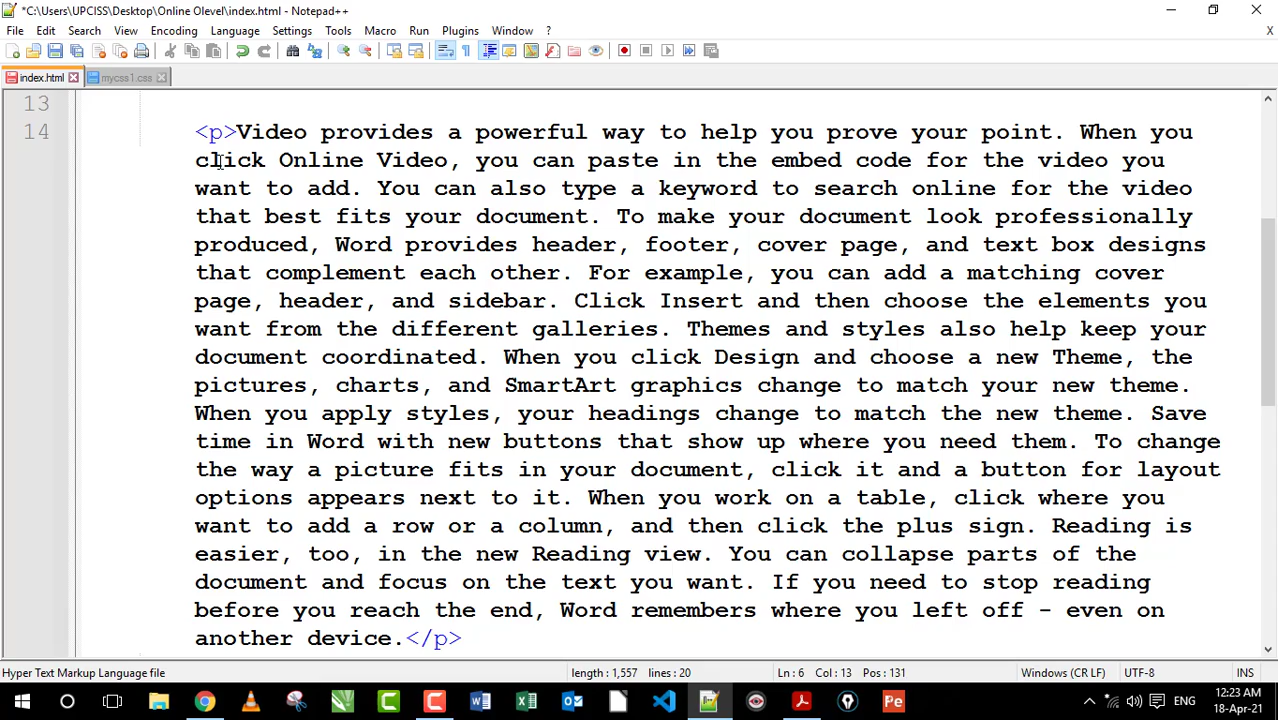 *C:\Users\UPCISS\Desktop\Online Olevel\index.html - Notepad++
File Edit Search View Encoding Language Settings Tools Macro Run Plugins Window ? X
index.html mycss1.css
13
14 <p>Video provides a powerful way to help you prove your point. When you
click Online Video, you can paste in the embed code for the video you
want to add. You can also type a keyword to search online for the video
that best fits your document. To make your document look professionally
produced, Word provides header, footer, cover page, and text box designs
that complement each other. For example, you can add a matching cover
page, header, and sidebar. Click Insert and then choose the elements you
want from the different galleries. Themes and styles also help keep your
document coordinated. When you click Design and choose a new Theme, the
pictures, charts, and SmartArt graphics change to match your new theme.
When you apply styles, your headings change to match the new theme. Save
time in Word with new buttons that show up where you need them. To change
the way a picture fits in your document, click it and a button for layout
options appears next to it. When you work on a table, click where you
want to add a row or a column, and then click the plus sign. Reading is
easier, too, in the new Reading view. You can collapse parts of the
document and focus on the text you want. If you need to stop reading
before you reach the end, Word remembers where you left off - even on
another device.</p>
Hyper Text Markup Language file length : 1,557 lines : 20 Ln : 6 Col : 13 Pos : 131 Windows (CR LF) UTF-8 INS
Pe ENG 12:23 AM
18-Apr-21